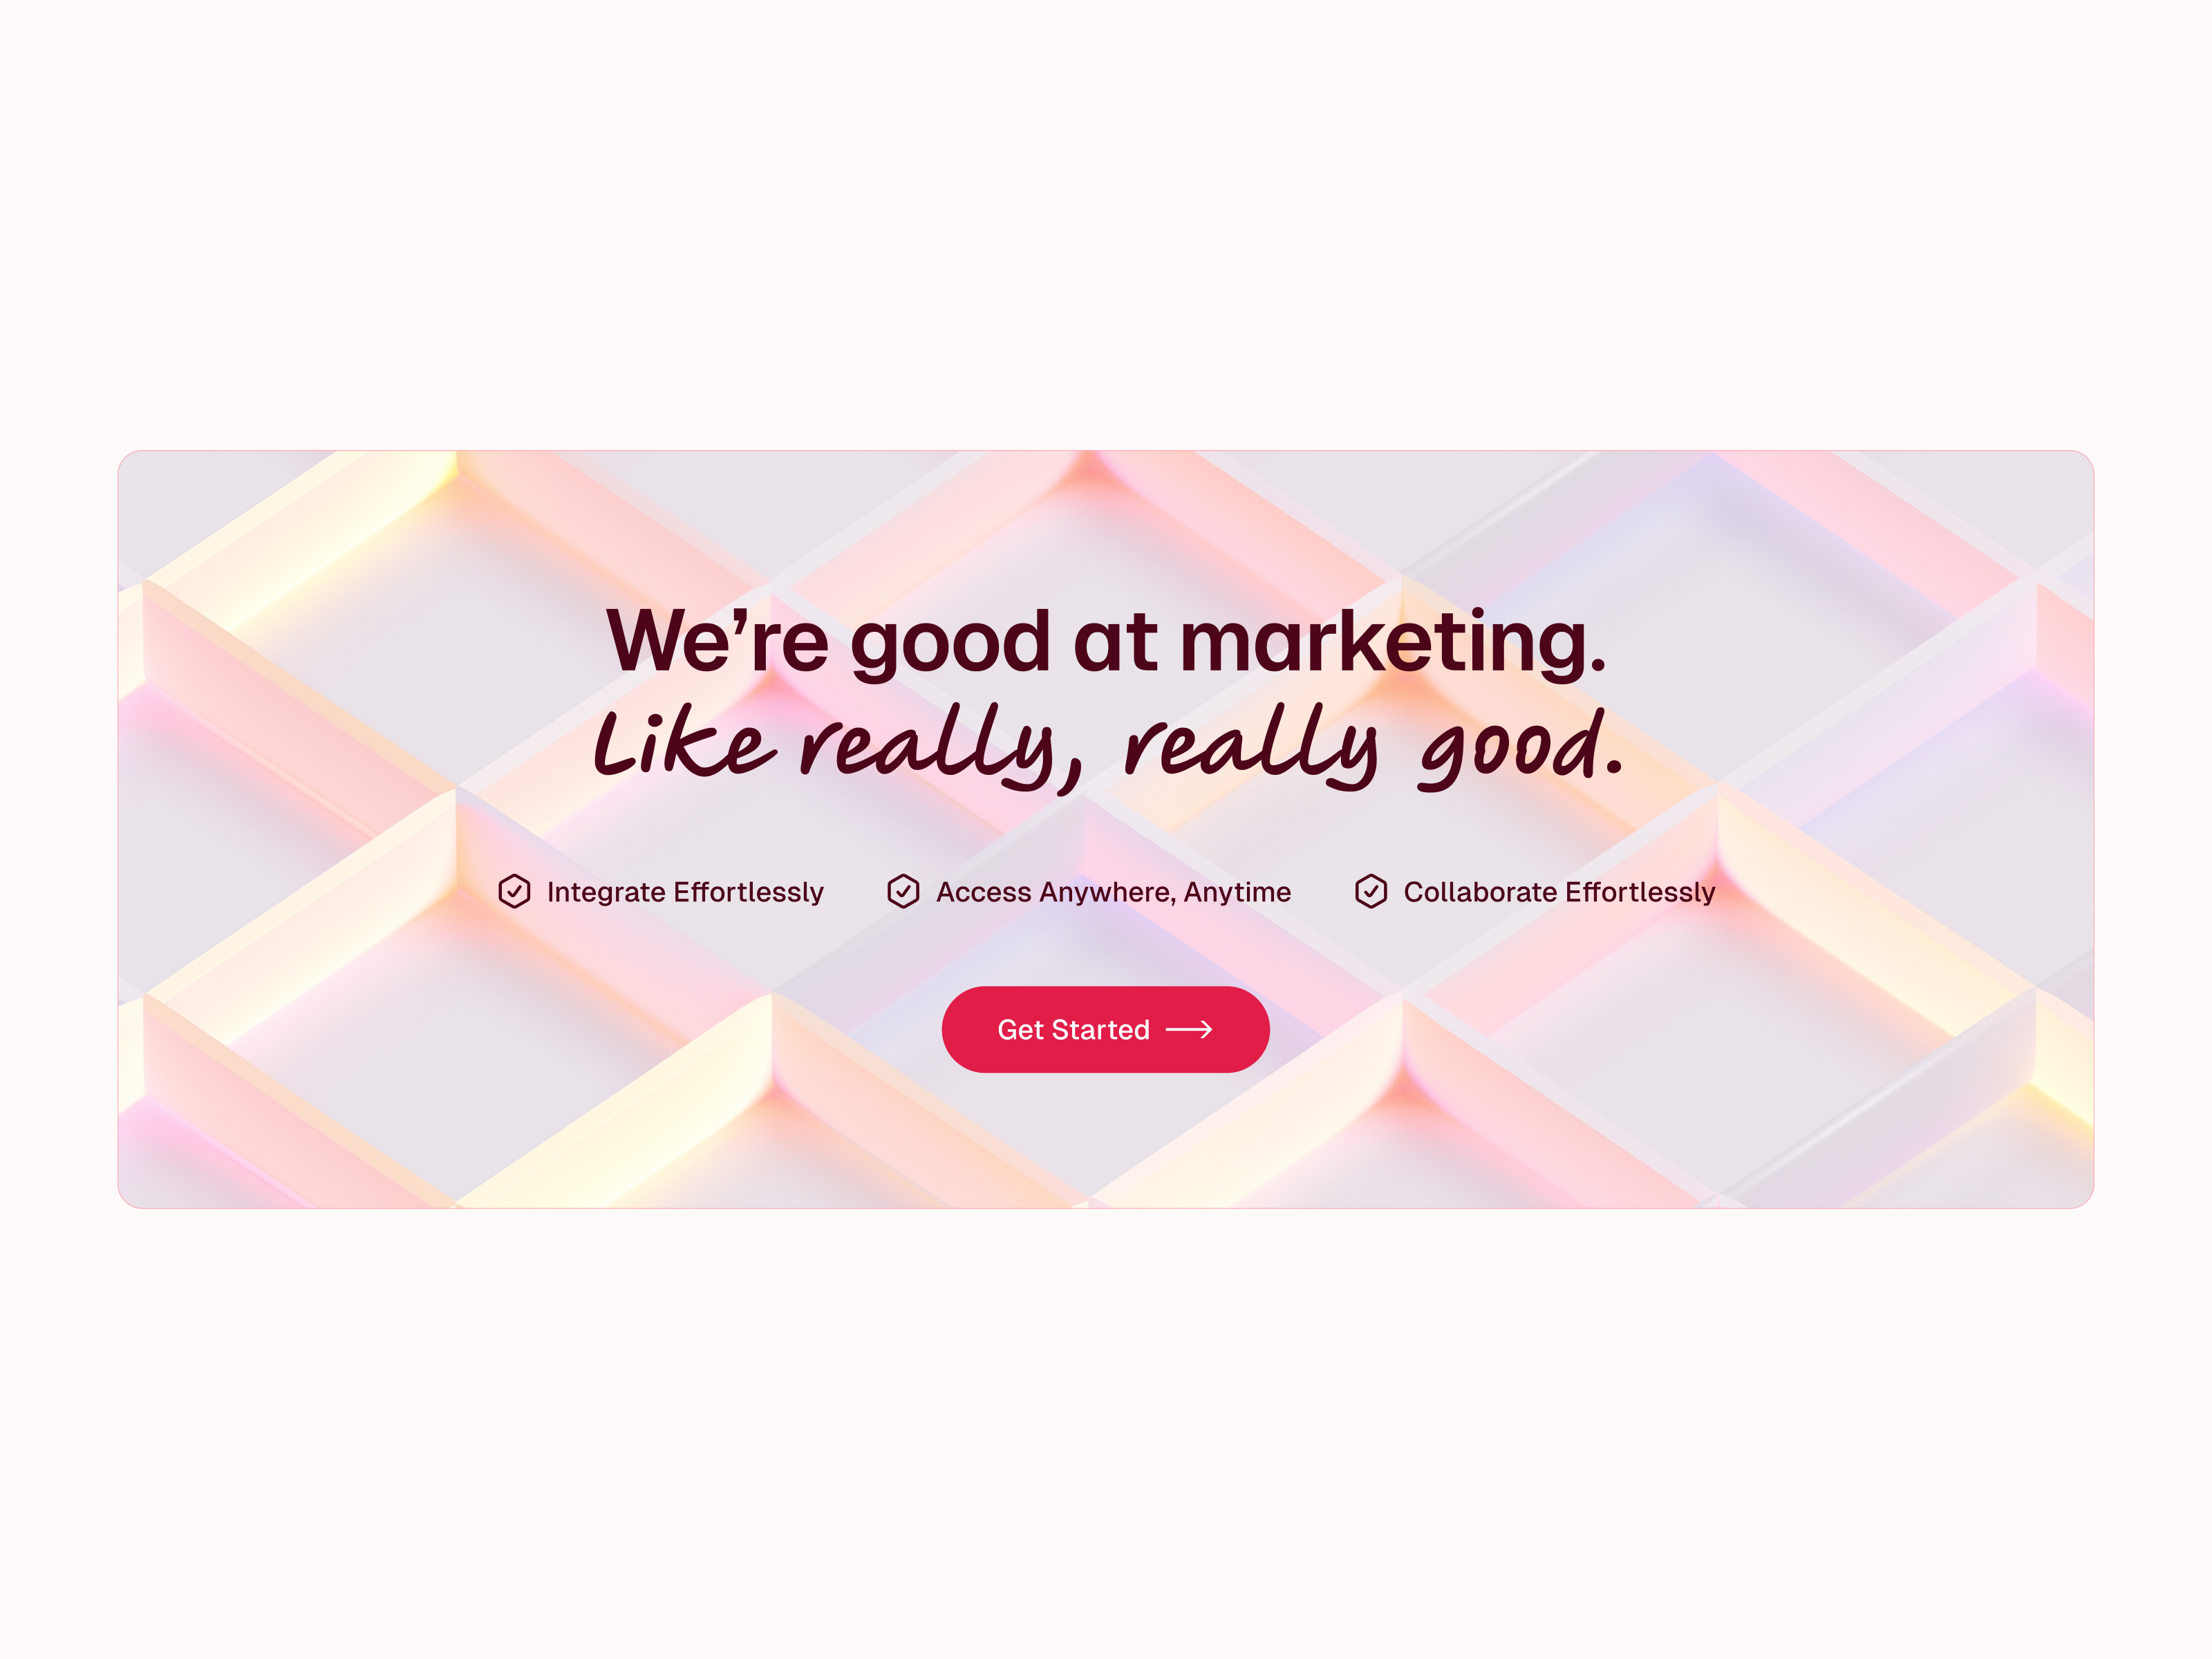 We’re good at marketing.
Like really, really good.
Integrate Effortlessly
Access Anywhere, Anytime
Collaborate Effortlessly
Get Started